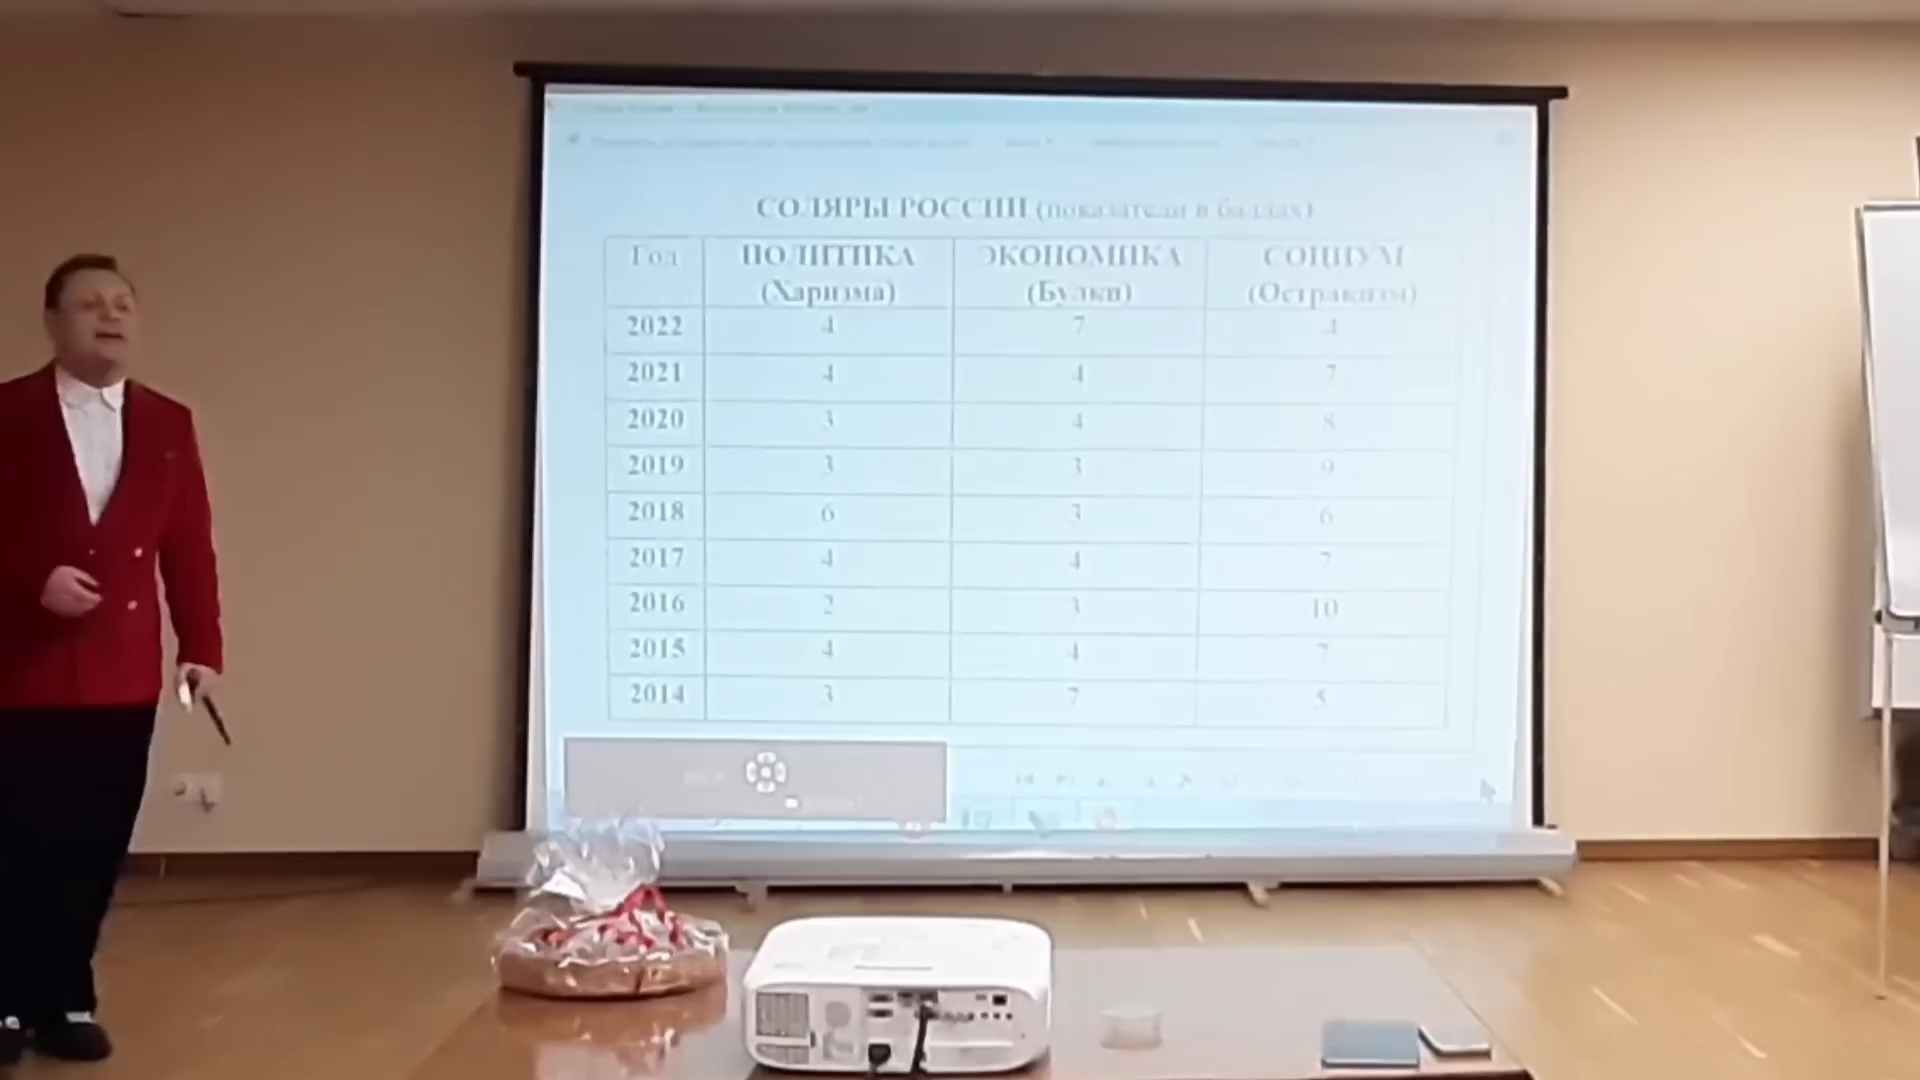 СОЛЯРЫ РОССИИ (показатели в баллах)
Год ПОЛИТИКА (Харизма) ЭКОНОМИКА (Булки) СОЦИУМ (Остракизм)
2022 4 7 4
2021 4 4 7
2020 3 4 8
2019 3 3 9
2018 6 3 6
2017 4 4 7
2016 2 3 10
2015 4 4 7
2014 3 7 5